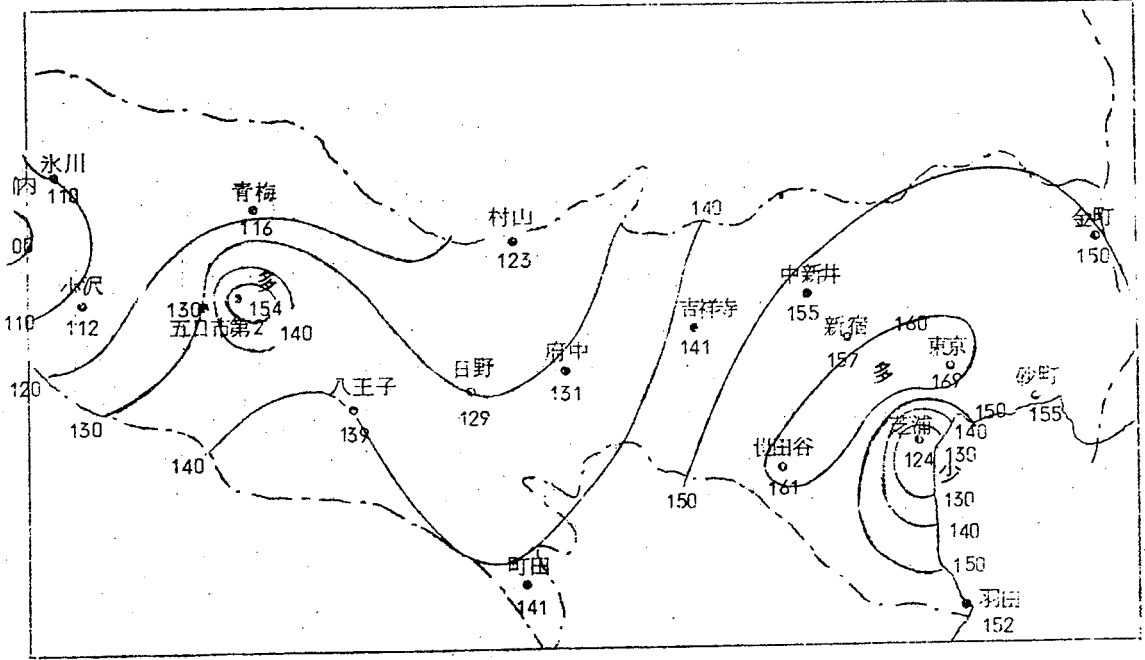 氷川
110
内
00
小沢
112
110
120
青梅
116
多
154
130
五日市第2
140
130
140
八王子
139
日野
129
府中
131
村山
123
町田
141
140
吉祥寺
141
150
中新井
155
新宿
157
160
多
東京
169
世田谷
161
金町
150
砂町
155
150
芝浦
124
140
130
少
130
140
150
羽田
152